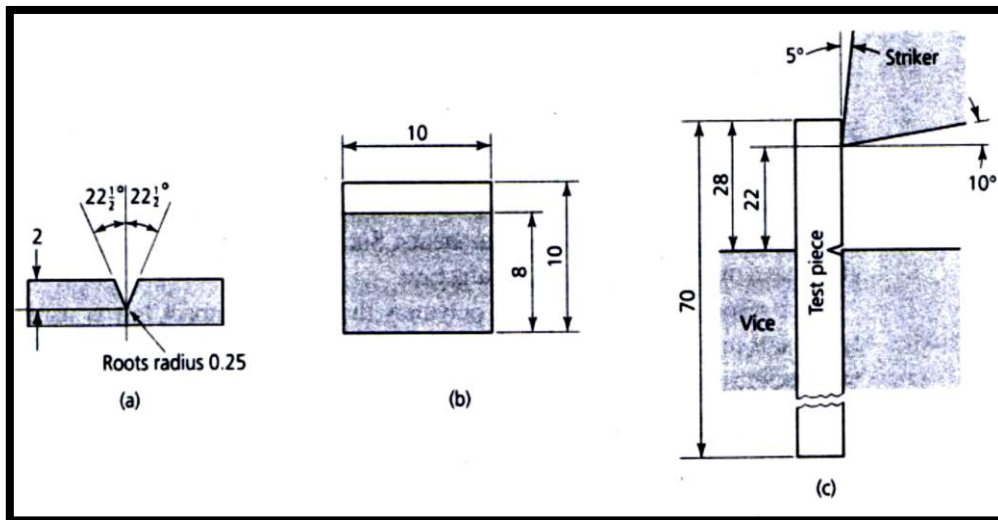 22½° 22½°
2
Roots radius 0.25
(a)
10
8
10
(b)
5°
Striker
28
22
10°
70
Test piece
Vice
(c)